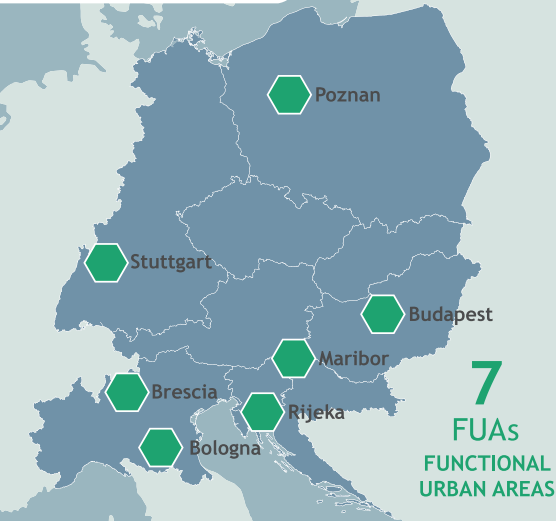 Poznan
Stuttgart
Budapest
Maribor
Brescia
Rijeka
Bologna
7
FUAs
FUNCTIONAL
URBAN AREAS